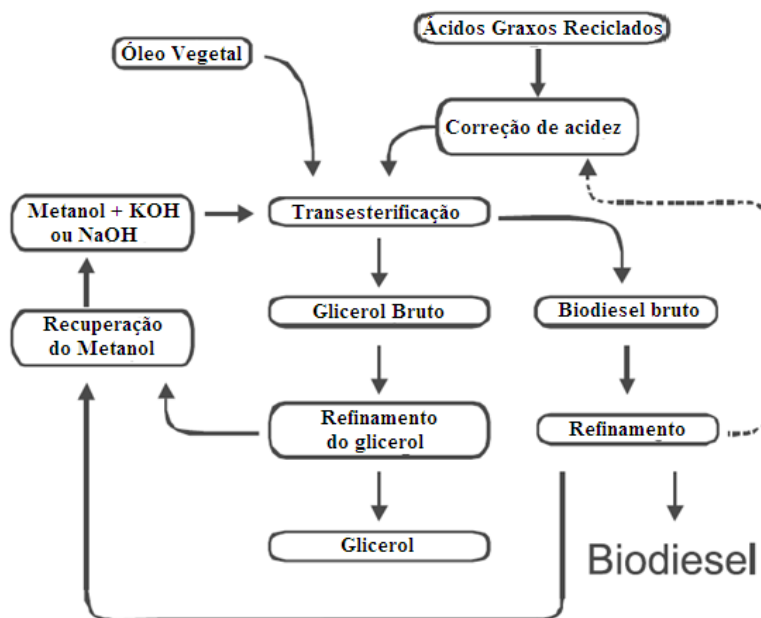 Ácidos Graxos Reciclados
Óleo Vegetal
Correção de acidez
Metanol + KOH
ou NaOH
Transesterificação
Recuperação
do Metanol
Glicerol Bruto
Biodiesel bruto
Refinamento
do glicerol
Refinamento
Glicerol
Biodiesel